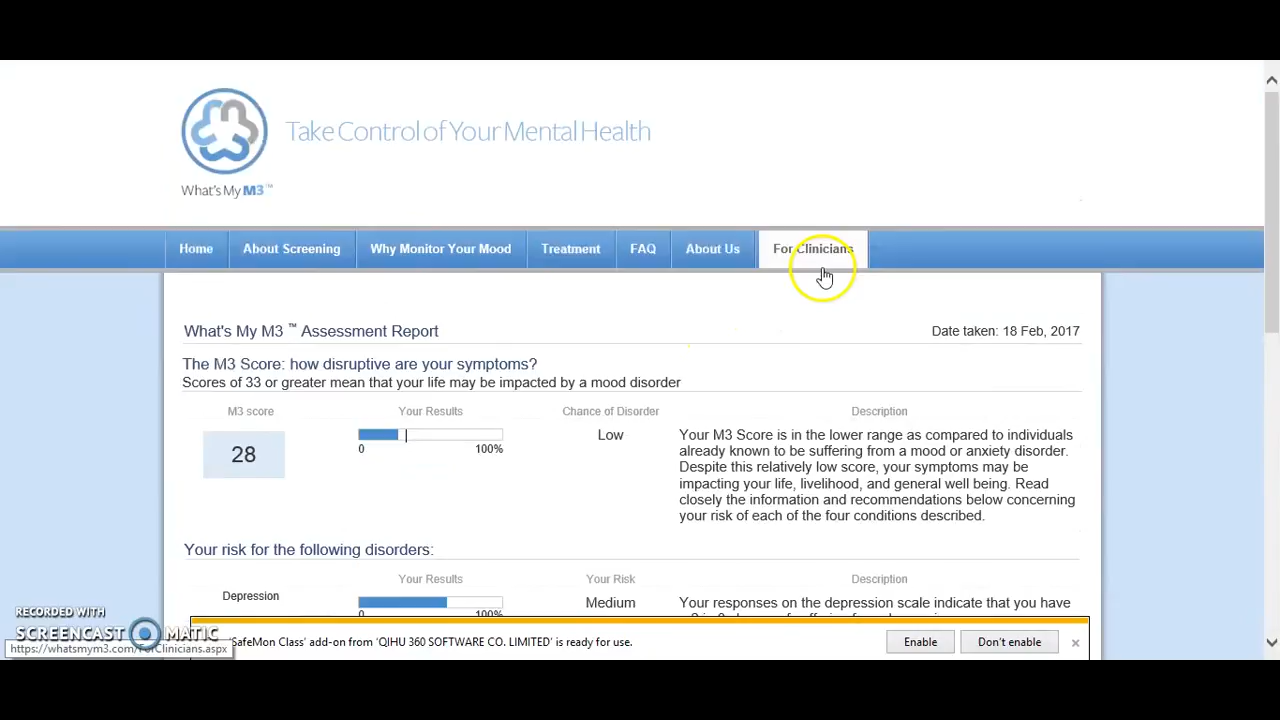 Take Control of Your Mental Health
What's My M3™
Home About Screening Why Monitor Your Mood Treatment FAQ About Us For Clinicians
What's My M3 ™ Assessment Report Date taken: 18 Feb, 2017
The M3 Score: how disruptive are your symptoms?
Scores of 33 or greater mean that your life may be impacted by a mood disorder
M3 score Your Results Chance of Disorder Description
28
0 100%
Low
Your M3 Score is in the lower range as compared to individuals
already known to be suffering from a mood or anxiety disorder.
Despite this relatively low score, your symptoms may be
impacting your life, livelihood, and general well being. Read
closely the information and recommendations below concerning
your risk of each of the four conditions described.
Your risk for the following disorders:
Your Results Your Risk Description
Depression
0 100%
Medium
Your responses on the depression scale indicate that you have
RECORDED WITH
SCREENCAST MATIC
https://whatsmym3.com/ForClinicians.aspx
'SafeMon Class' add-on from 'QIHU 360 SOFTWARE CO. LIMITED' is ready for use.
Enable Don't enable ×